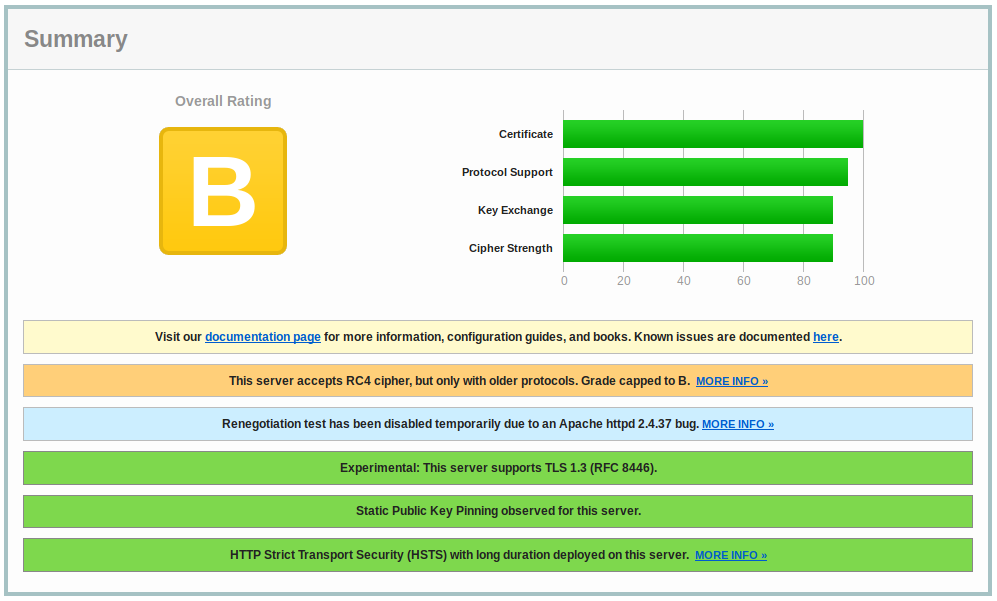 Summary
Overall Rating
B
Certificate
Protocol Support
Key Exchange
Cipher Strength
0 20 40 60 80 100
Visit our documentation page for more information, configuration guides, and books. Known issues are documented here.
This server accepts RC4 cipher, but only with older protocols. Grade capped to B. MORE INFO »
Renegotiation test has been disabled temporarily due to an Apache httpd 2.4.37 bug. MORE INFO »
Experimental: This server supports TLS 1.3 (RFC 8446).
Static Public Key Pinning observed for this server.
HTTP Strict Transport Security (HSTS) with long duration deployed on this server. MORE INFO »